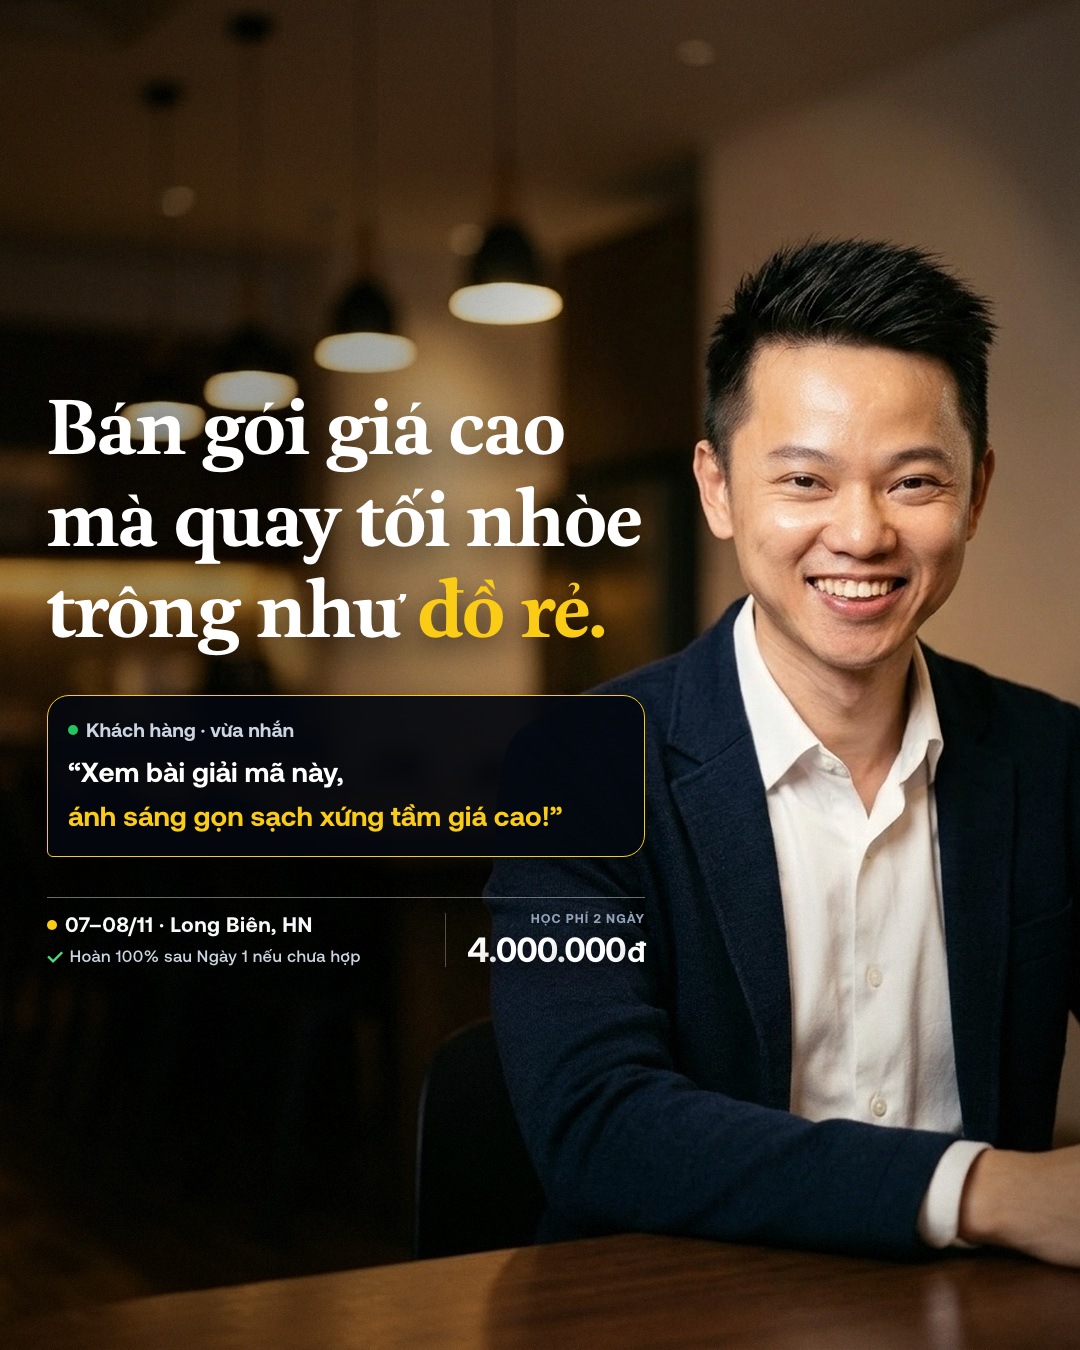 Bán gói giá cao
mà quay tối nhòe
trông như đồ rẻ.
Khách hàng · vừa nhắn
“Xem bài giải mã này,
ánh sáng gọn sạch xứng tầm giá cao!”
07–08/11 · Long Biên, HN
Hoàn 100% sau Ngày 1 nếu chưa hợp
HỌC PHÍ 2 NGÀY
4.000.000đ